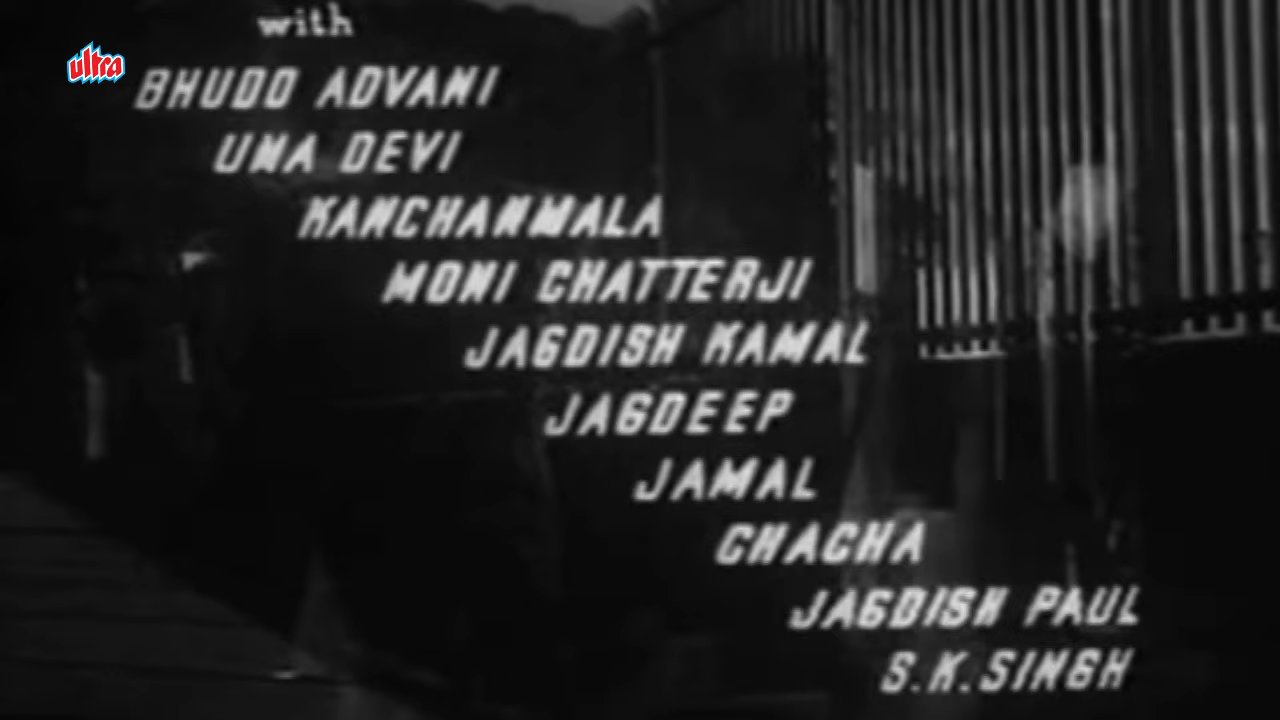 with
ultra
BHUDO ADVANI
UMA DEVI
KANCHANMALA
MONI CHATTERJI
JAGDISH KAMAL
JAGDEEP
JAMAL
CHACHA
JAGDISH PAUL
S.K.SINGH